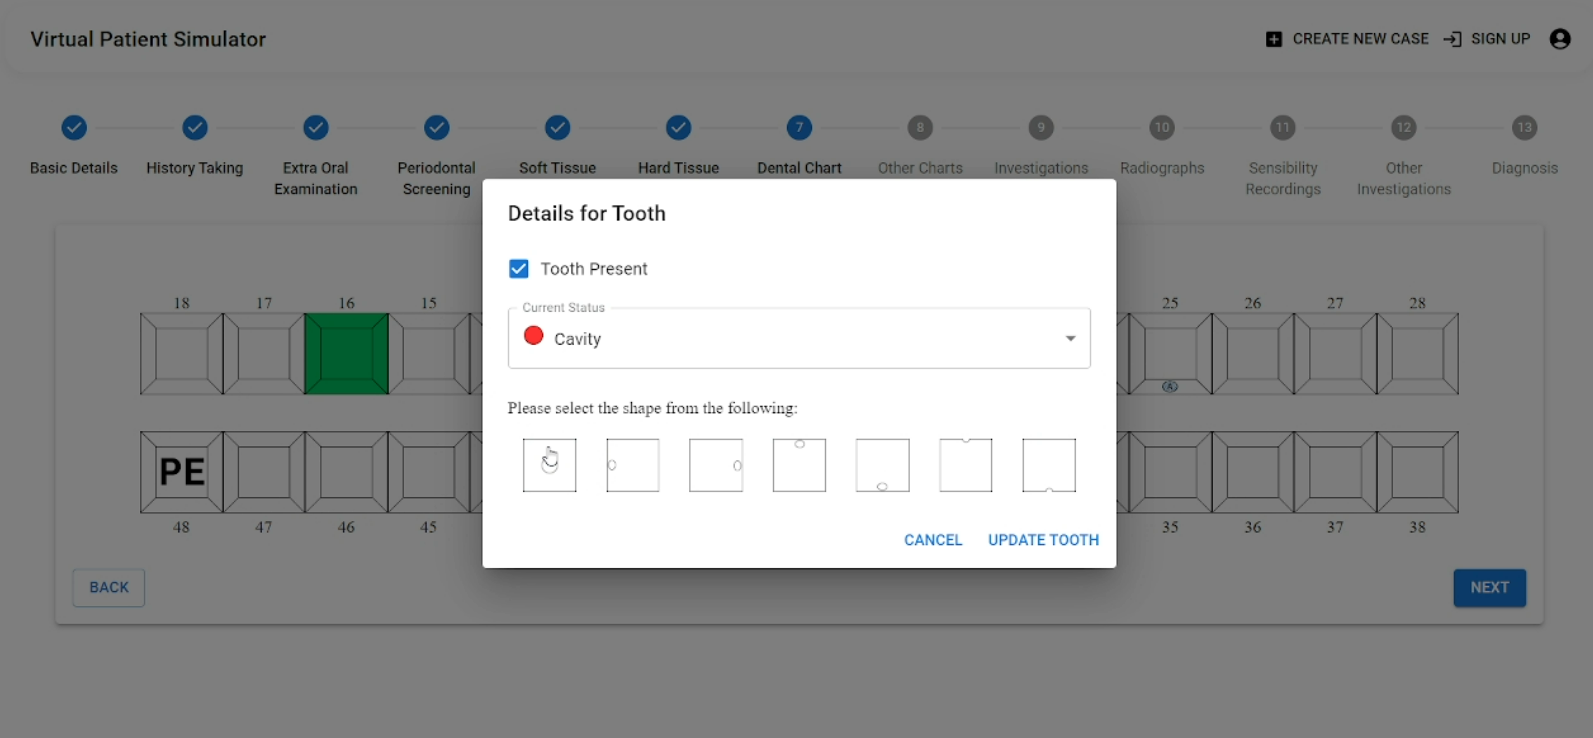 Virtual Patient Simulator
CREATE NEW CASE
SIGN UP
7
8
9
10
11
12
13
Basic Details
History Taking
Extra Oral
Examination
Periodontal
Screening
Soft Tissue
Hard Tissue
Dental Chart
Other Charts
Investigations
Radiographs
Sensibility
Recordings
Other
Investigations
Diagnosis
Details for Tooth
Tooth Present
Current Status
Cavity
Please select the shape from the following:
CANCEL
UPDATE TOOTH
18 17 16 15
25 26 27 28
A
PE
48 47 46 45
35 36 37 38
BACK
NEXT